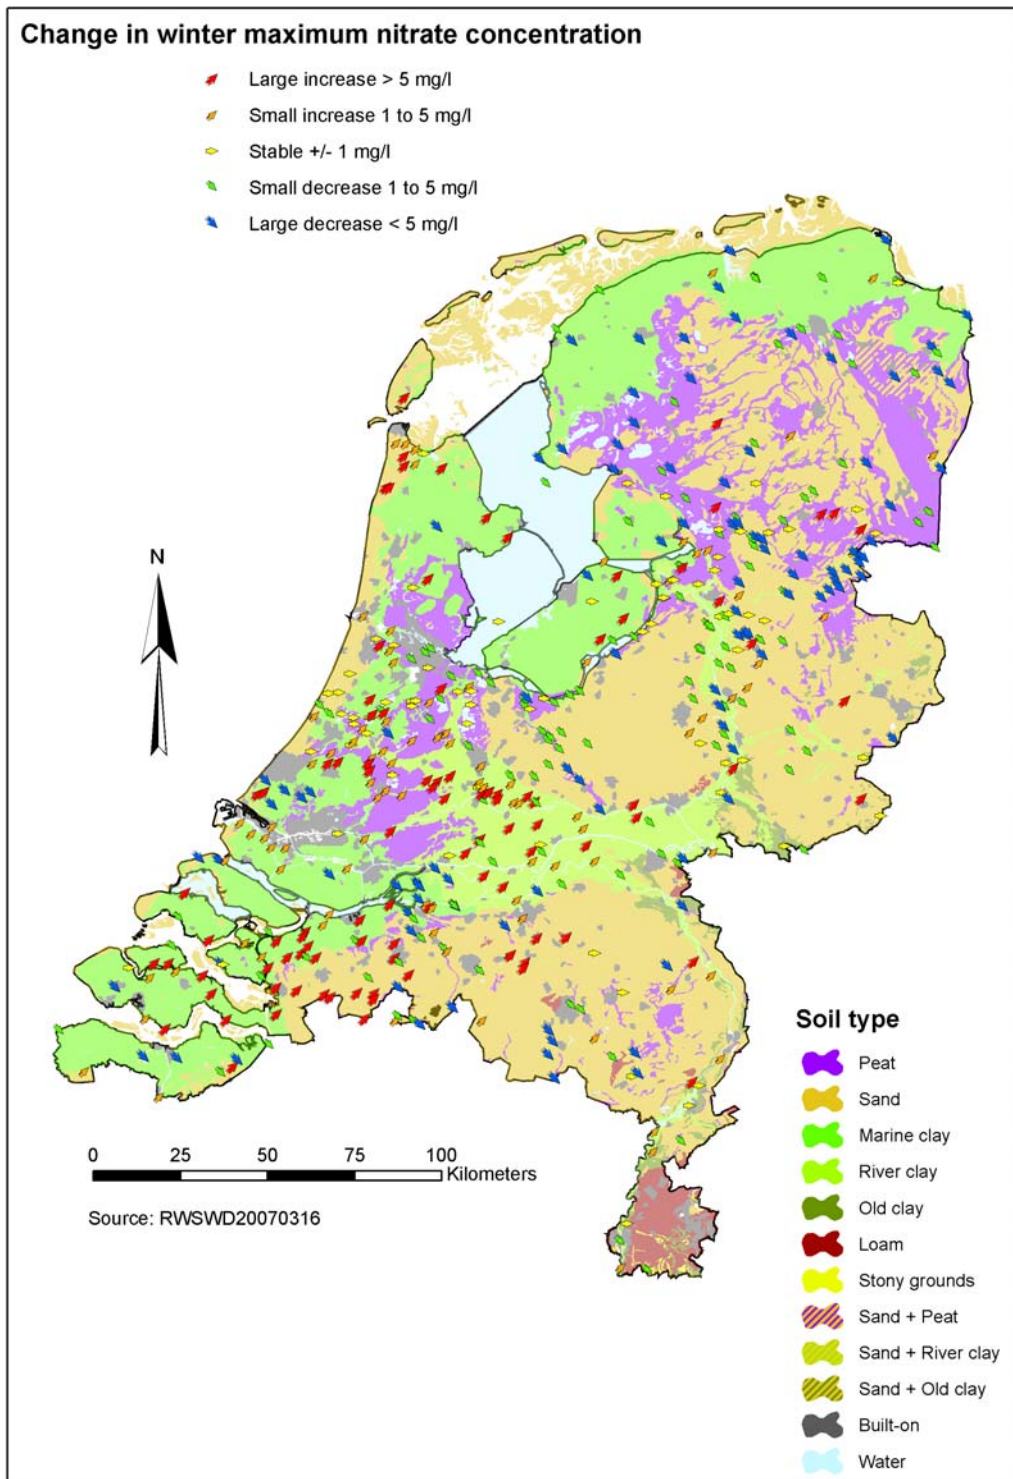 Change in winter maximum nitrate concentration
Large increase > 5 mg/l
Small increase 1 to 5 mg/l
Stable +/- 1 mg/l
Small decrease 1 to 5 mg/l
Large decrease < 5 mg/l
N
Soil type
Peat
Sand
Marine clay
River clay
Old clay
Loam
Stony grounds
Sand + Peat
Sand + River clay
Sand + Old clay
Built-on
Water
0 25 50 75 100
Kilometers
Source: RWSWD20070316